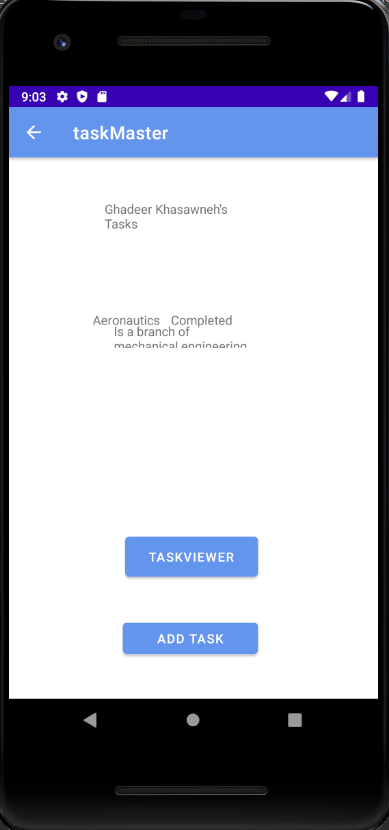 9:03
taskMaster
Ghadeer Khasawneh's
Tasks
Aeronautics Completed
Is a branch of
mechanical engineering
TASKVIEWER
ADD TASK